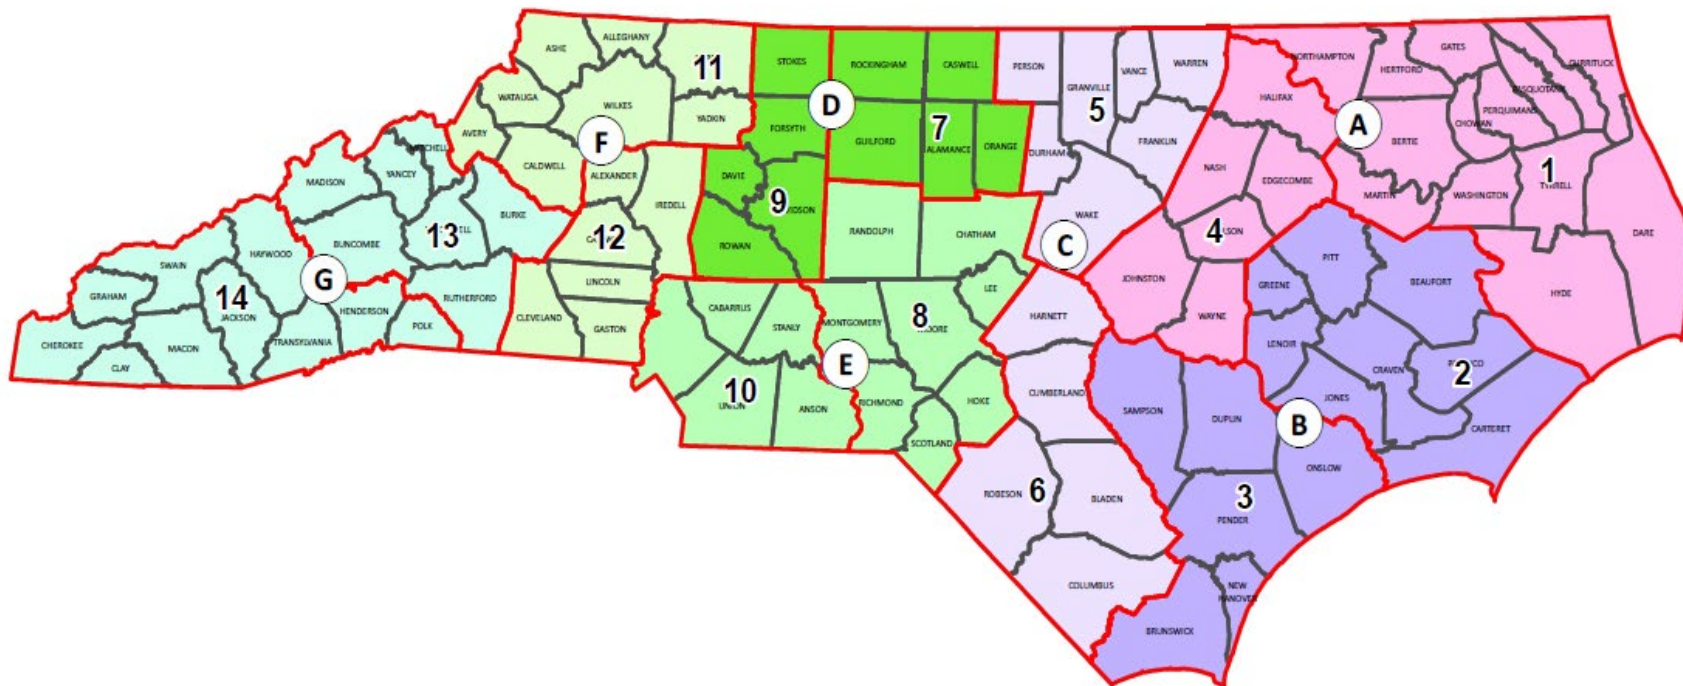 ALLEGHANY
ASHE
NORTHAMPTON
GATES
11
STOKES
ROCKINGHAM
CASWELL
PERSON
WARREN
VANCE
HERTFORD
CURRITUCK
GRANVILLE
PASQUOTANK
WATAUGA
WILKES
D
5
HALIFAX
PERQUIMANS
YADKIN
FORSYTH
7
A
CHOWAN
AVERY
F
GUILFORD
ALAMANCE
ORANGE
FRANKLIN
BERTIE
MITCHELL
CALDWELL
DURHAM
YANCEY
ALEXANDER
DAVIE
NASH
EDGECOMBE
1
TYRRELL
MADISON
MARTIN
WASHINGTON
IREDELL
9
BURKE
WAKE
4
13
12
RANDOLPH
CHATHAM
DARE
BUNCOMBE
ROWAN
C
HAYWOOD
PITT
SWAIN
JOHNSTON
G
LINCOLN
BEAUFORT
GREENE
LEE
HYDE
GRAHAM
14
RUTHERFORD
CABARRUS
HENDERSON
JACKSON
CLEVELAND
HARNETT
WAYNE
8
MONTGOMERY
POLK
GASTON
STANLY
MOORE
CHEROKEE
TRANSYLVANIA
LENOIR
MACON
CLAY
E
CRAVEN
2
10
UNION
CUMBERLAND
JONES
ANSON
RICHMOND
HOKE
SAMPSON
DUPLIN
B
CARTERET
SCOTLAND
ONSLOW
ROBESON
6
BLADEN
3
PENDER
COLUMBUS
NEW
HANOVER
BRUNSWICK